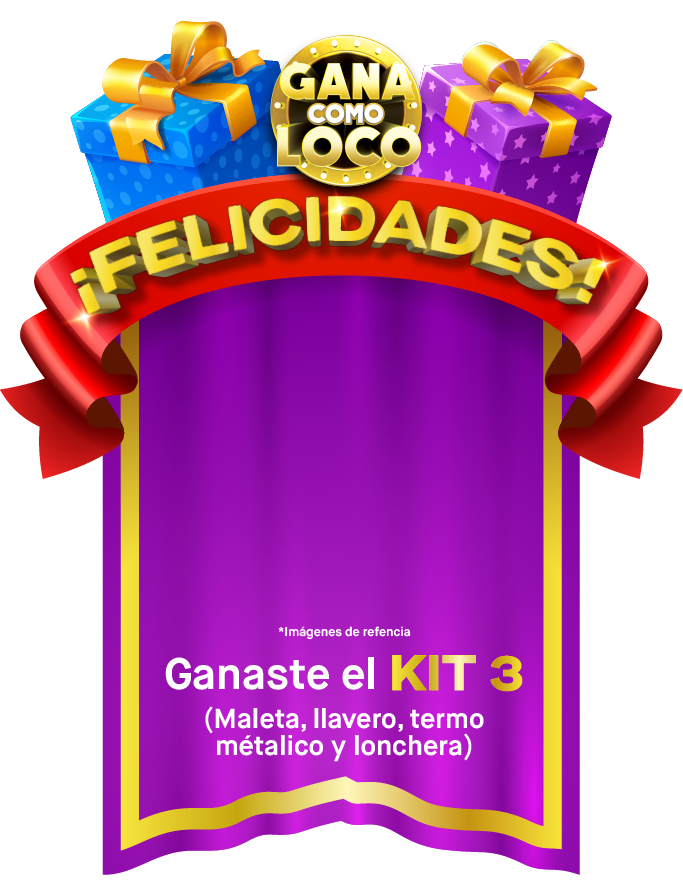 GANA
COMO
LOCO
¡FELICIDADES!
*Imágenes de refencia
Ganaste el KIT 3
(Maleta, llavero, termo
métalico y lonchera)